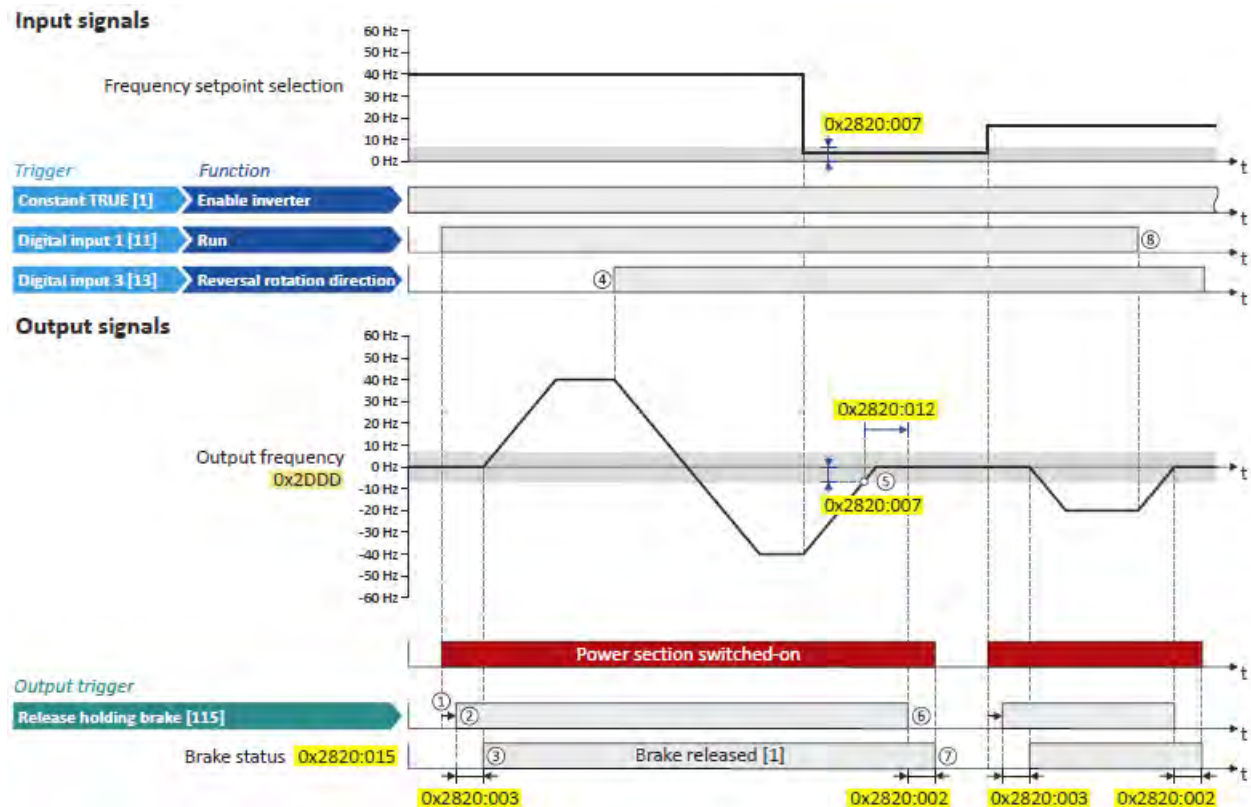 Input signals
60 Hz
50 Hz
40 Hz
Frequency setpoint selection
30 Hz
20 Hz
0x2820:007
10 Hz
0 Hz
t
Trigger Function
Constant TRUE [1] Enable inverter
t
Digital input 1 [11] Run
⑧
t
Digital input 3 [13] Reversal rotation direction
④
t
Output signals
60 Hz
50 Hz
40 Hz
30 Hz
0x2820:012
20 Hz
10 Hz
Output frequency
0 Hz
t
0x2DDD
-10 Hz
⑤
0x2820:007
-20 Hz
-30 Hz
-40 Hz
-50 Hz
-60 Hz
Power section switched-on
t
Output trigger
①
Release holding brake [115]
②
⑥
t
Brake status 0x2820:015
③
Brake released [1]
⑦
t
0x2820:003 0x2820:002 0x2820:003 0x2820:002